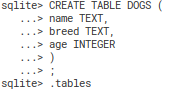 sqlite> CREATE TABLE DOGS (
...> name TEXT,
...> breed TEXT,
...> age INTEGER
...> )
...> ;
sqlite> .tables